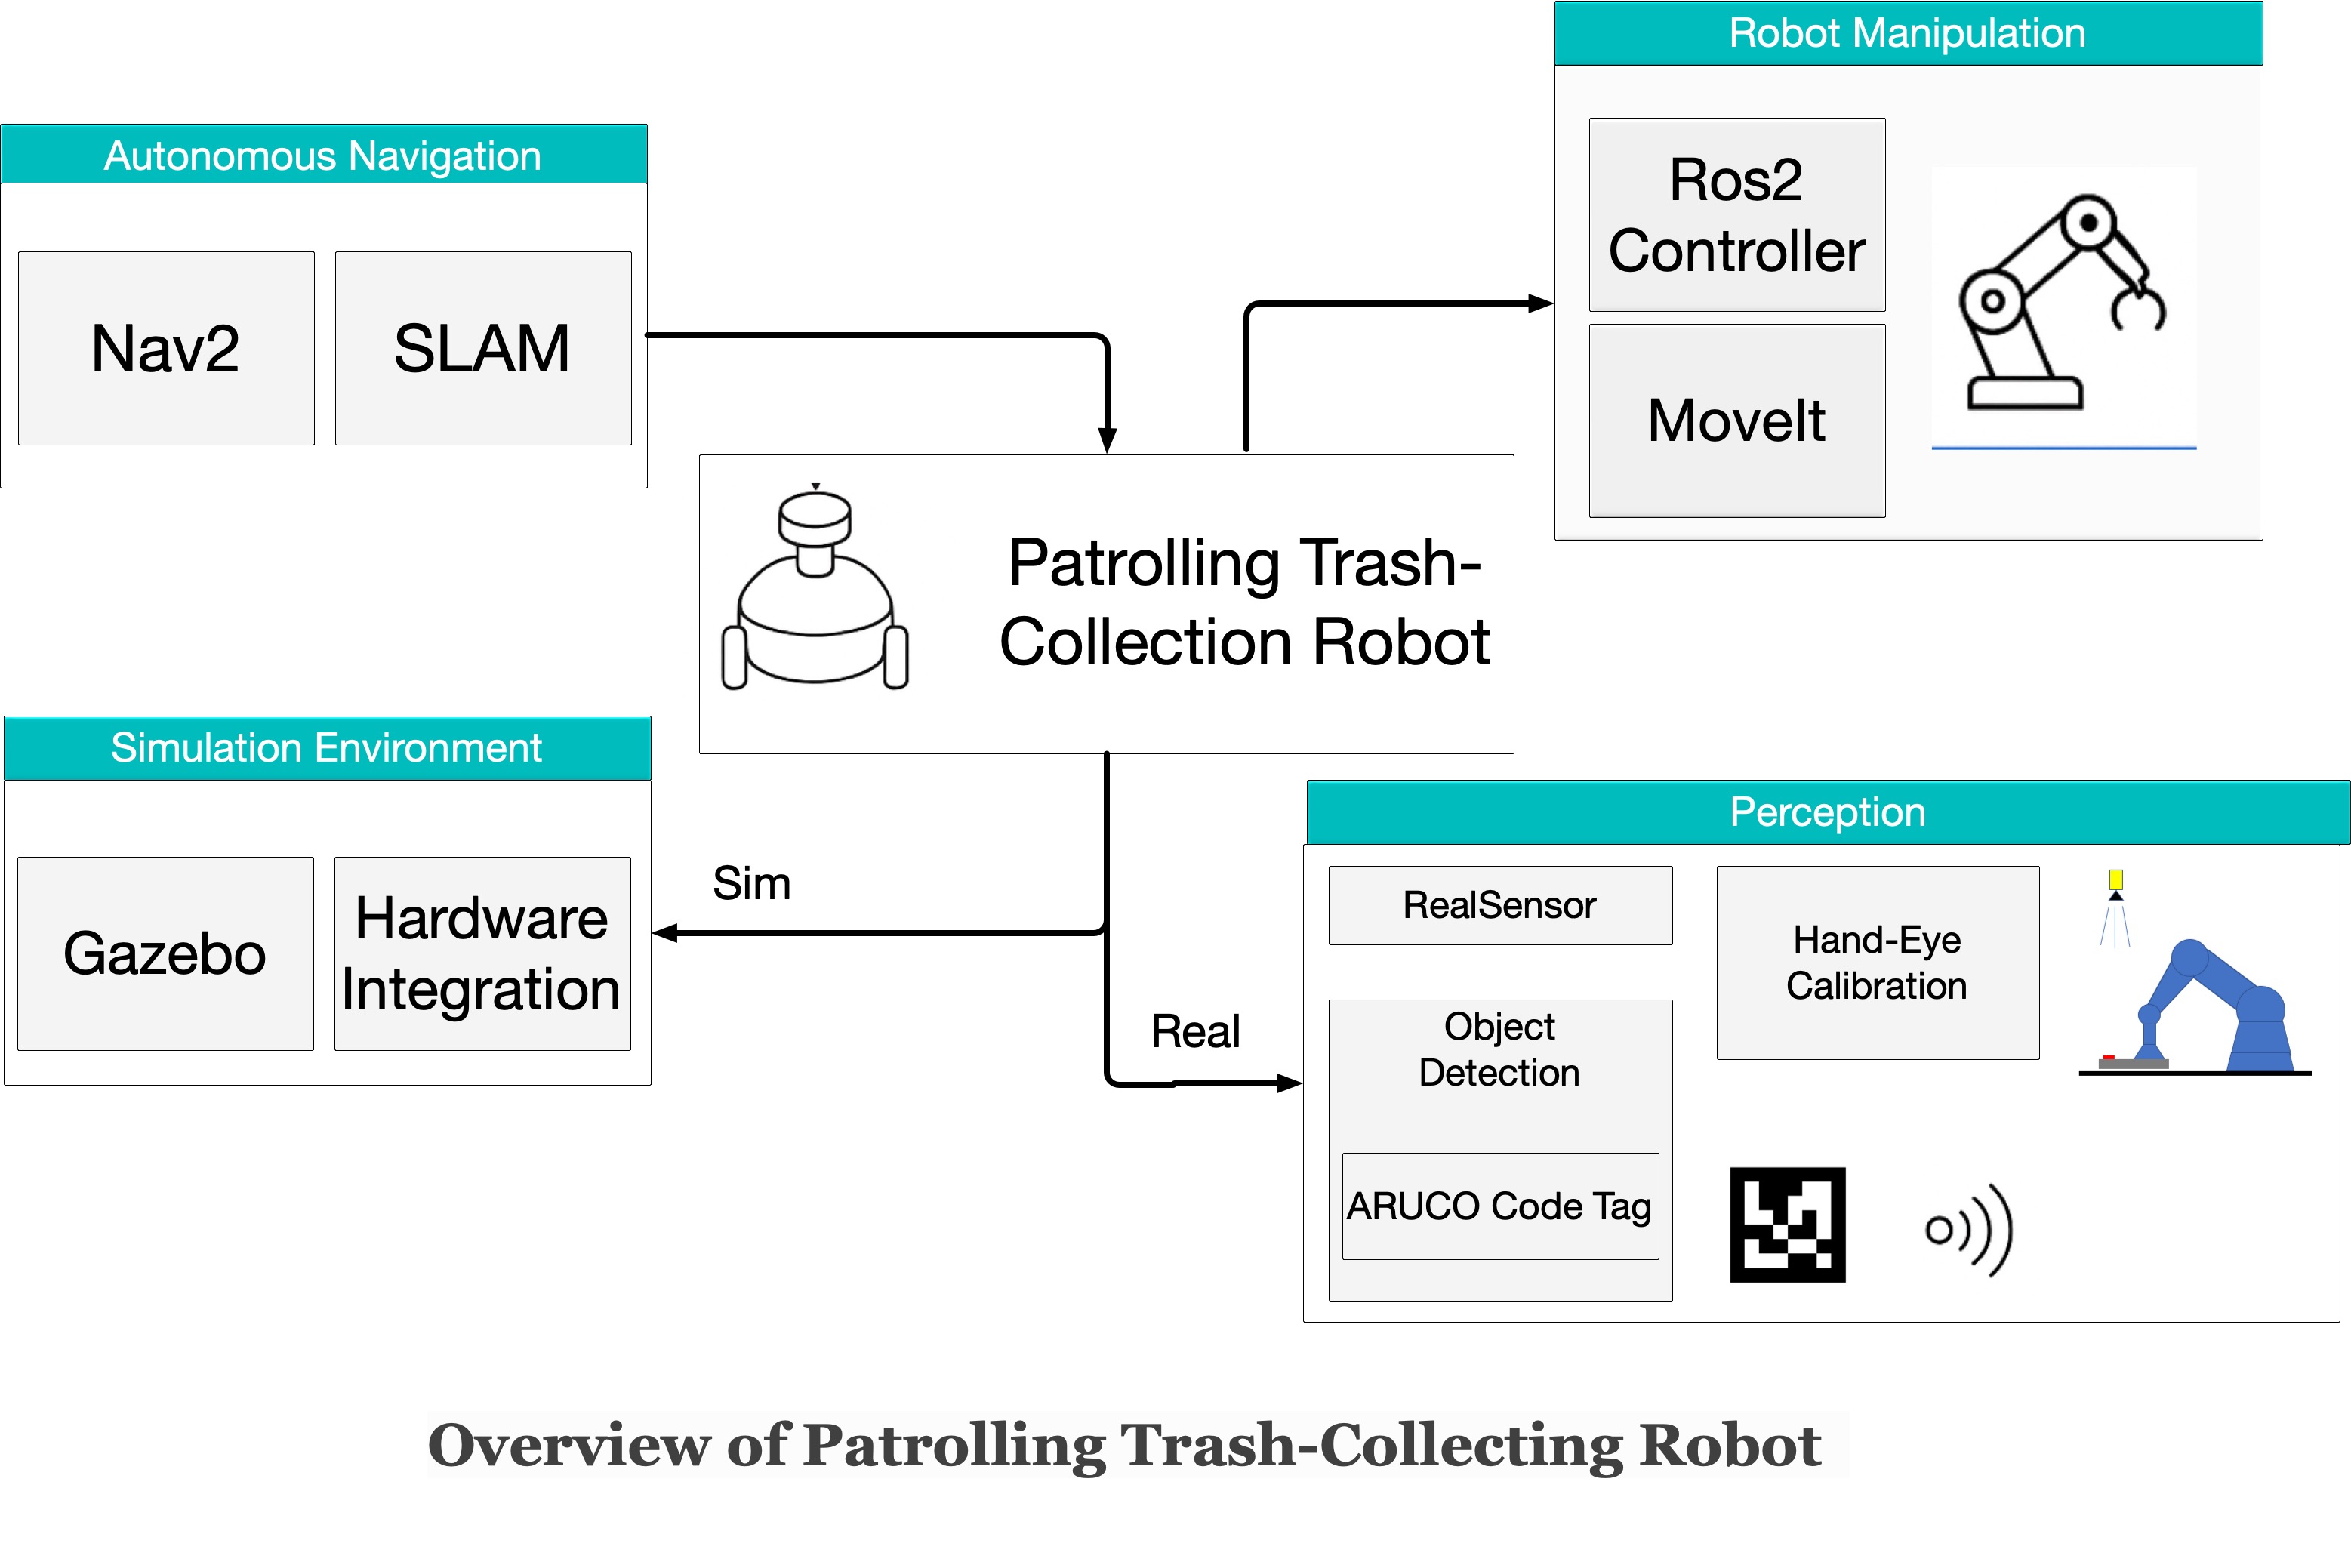 Robot Manipulation
Autonomous Navigation
Ros2
Controller
Nav2
SLAM
MoveIt
Patrolling Trash-
Collection Robot
Simulation Environment
Perception
Sim
Gazebo
Hardware
Integration
Real
RealSensor
Hand-Eye
Calibration
Object
Detection
ARUCO Code Tag
Overview of Patrolling Trash-Collecting Robot